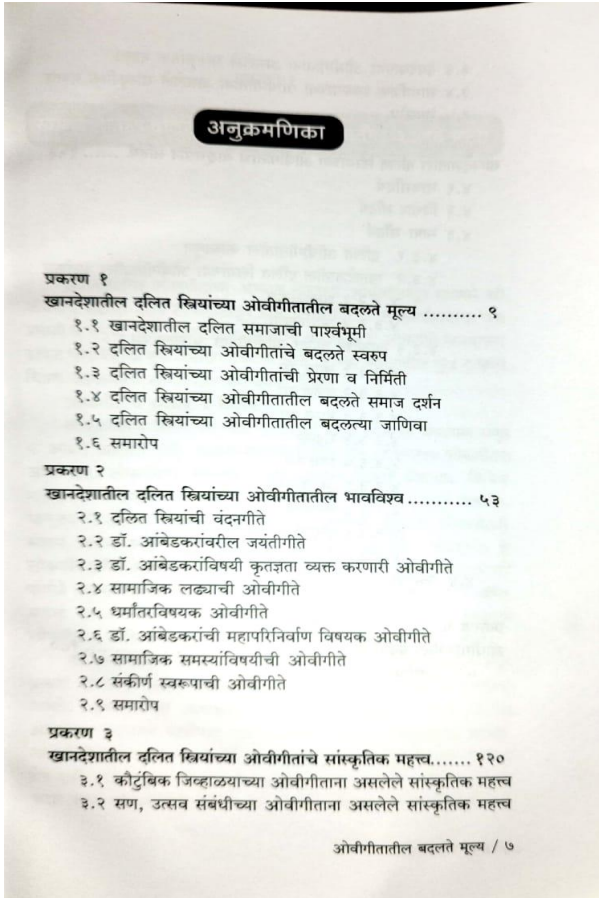 अनुक्रमणिका
प्रकरण १
खानदेशातील दलित स्त्रियांच्या ओवीगीतातील बदलते मूल्य .......... ९
१.१ खानदेशातील दलित समाजाची पार्श्वभूमी
१.२ दलित स्त्रियांच्या ओवीगीतांचे बदलते स्वरुप
१.३ दलित स्त्रियांच्या ओवीगीतांची प्रेरणा व निर्मिती
१.४ दलित स्त्रियांच्या ओवीगीतातील बदलते समाज दर्शन
१.५ दलित स्त्रियांच्या ओवीगीतातील बदलत्या जाणिवा
१.६ समारोप
प्रकरण २
खानदेशातील दलित स्त्रियांच्या ओवीगीतातील भावविश्व........... ५३
२.१ दलित स्त्रियांची वंदनगीते
२.२ डॉ. आंबेडकरांवरील जयंतीगीते
२.३ डॉ. आंबेडकरांविषयी कृतज्ञता व्यक्त करणारी ओवीगीते
२.४ सामाजिक लढ्याची ओवीगीते
२.५ धर्मांतरविषयक ओवीगीते
२.६ डॉ. आंबेडकरांची महापरिनिर्वाण विषयक ओवीगीते
२.७ सामाजिक समस्यांविषयीची ओवीगीते
२.८ संकीर्ण स्वरूपाची ओवीगीते
२.९ समारोप
प्रकरण ३
खानदेशातील दलित स्त्रियांच्या ओवीगीतांचे सांस्कृतिक महत्त्व....... १२०
३.१ कौटुंबिक जिव्हाळयाच्या ओवीगीताना असलेले सांस्कृतिक महत्त्व
३.२ सण, उत्सव संबंधीच्या ओवीगीताना असलेले सांस्कृतिक महत्त्व
ओवीगीतातील बदलते मूल्य / ७